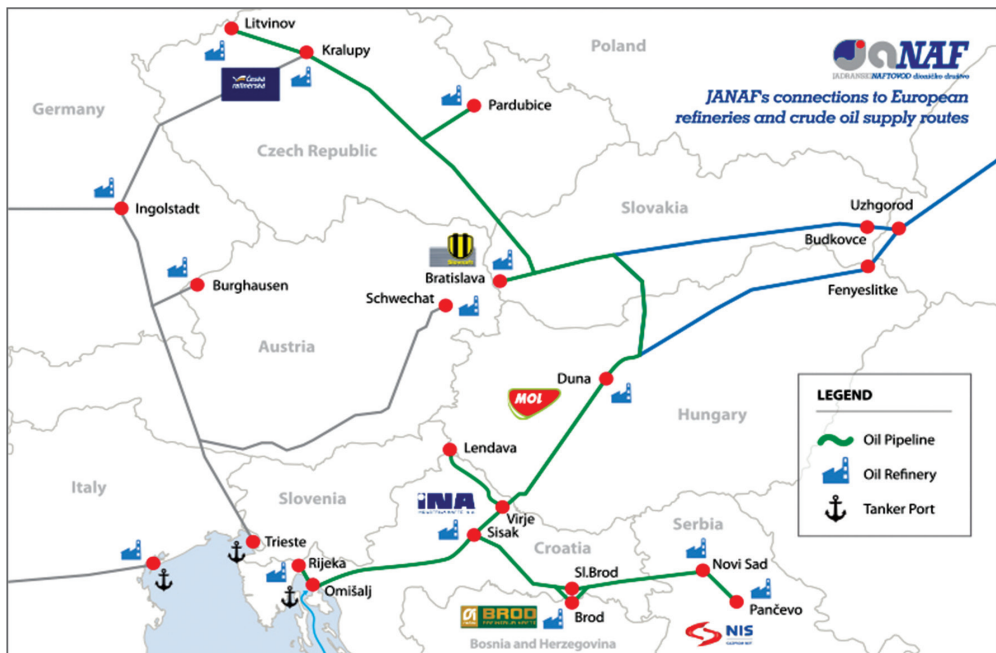 Litvinov
Kralupy
Poland
JANAF
JADRANSKI NAFTOVOD dioničko društvo
JANAF's connections to European
refineries and crude oil supply routes
Germany
Česká
rafinérská
Pardubice
Czech Republic
Ingolstadt
Slovakia
Uzhgorod
Budkovce
Fenyeslitke
Burghausen
Bratislava
Schwechat
Austria
Duna
MOL
Hungary
LEGEND
Oil Pipeline
Oil Refinery
Tanker Port
Lendava
Italy
Slovenia
INA
Virje
Sisak
Croatia
Serbia
Trieste
Rijeka
Omišalj
Novi Sad
Sl.Brod
Brod
Pančevo
BROD
Bosnia and Herzegovina
NIS